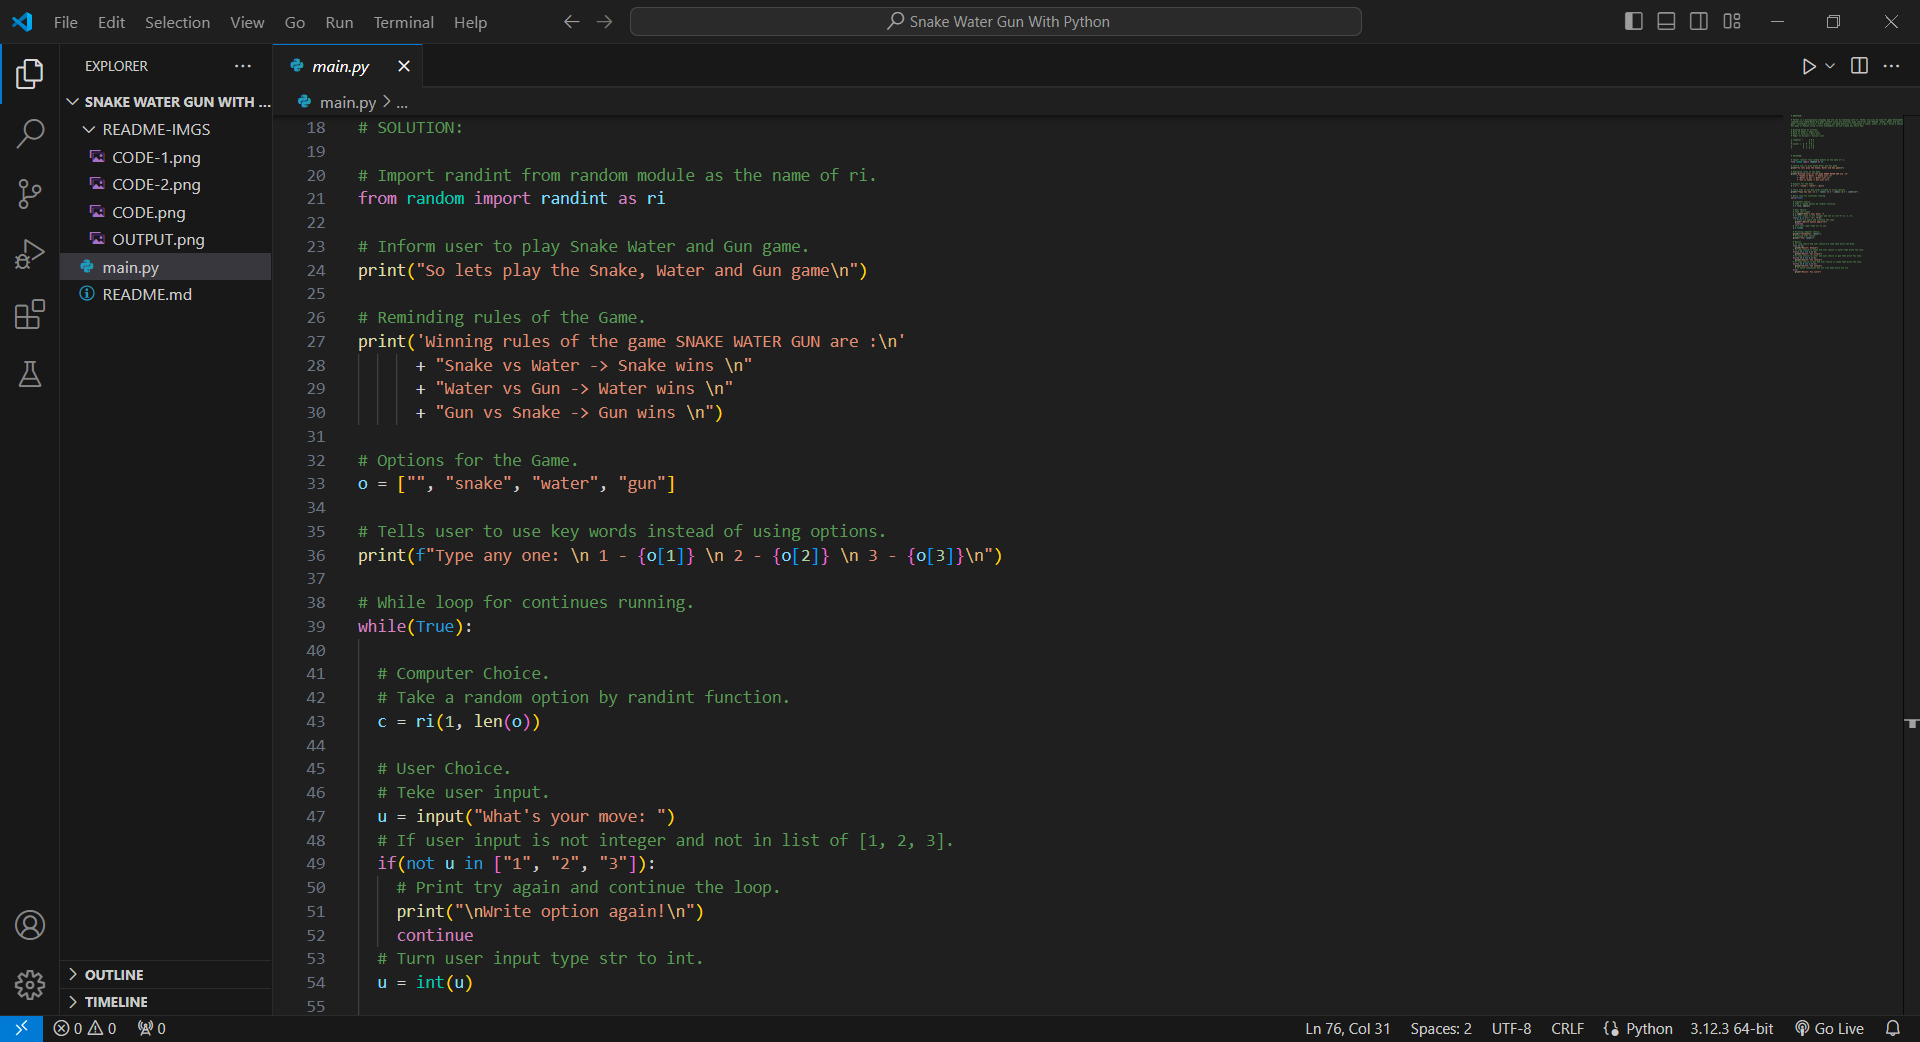 File Edit Selection View Go Run Terminal Help
Snake Water Gun With Python
EXPLORER
SNAKE WATER GUN WITH ...
README-IMGS
CODE-1.png
CODE-2.png
CODE.png
OUTPUT.png
main.py
README.md
OUTLINE
TIMELINE
main.py
main.py > ...
18 # SOLUTION:
19
20 # Import randint from random module as the name of ri.
21 from random import randint as ri
22
23 # Inform user to play Snake Water and Gun game.
24 print("So lets play the Snake, Water and Gun game\n")
25
26 # Reminding rules of the Game.
27 print('Winning rules of the game SNAKE WATER GUN are :\n'
28       + "Snake vs Water -> Snake wins \n"
29       + "Water vs Gun -> Water wins \n"
30       + "Gun vs Snake -> Gun wins \n")
31
32 # Options for the Game.
33 o = ["", "snake", "water", "gun"]
34
35 # Tells user to use key words instead of using options.
36 print(f"Type any one: \n 1 - {o[1]} \n 2 - {o[2]} \n 3 - {o[3]}\n")
37
38 # While loop for continues running.
39 while(True):
40
41   # Computer Choice.
42   # Take a random option by randint function.
43   c = ri(1, len(o))
44
45   # User Choice.
46   # Teke user input.
47   u = input("What's your move: ")
48   # If user input is not integer and not in list of [1, 2, 3].
49   if(not u in ["1", "2", "3"]):
50     # Print try again and continue the loop.
51     print("\nWrite option again!\n")
52     continue
53   # Turn user input type str to int.
54   u = int(u)
55
0 0 0
Ln 76, Col 31 Spaces: 2 UTF-8 CRLF Python 3.12.3 64-bit Go Live